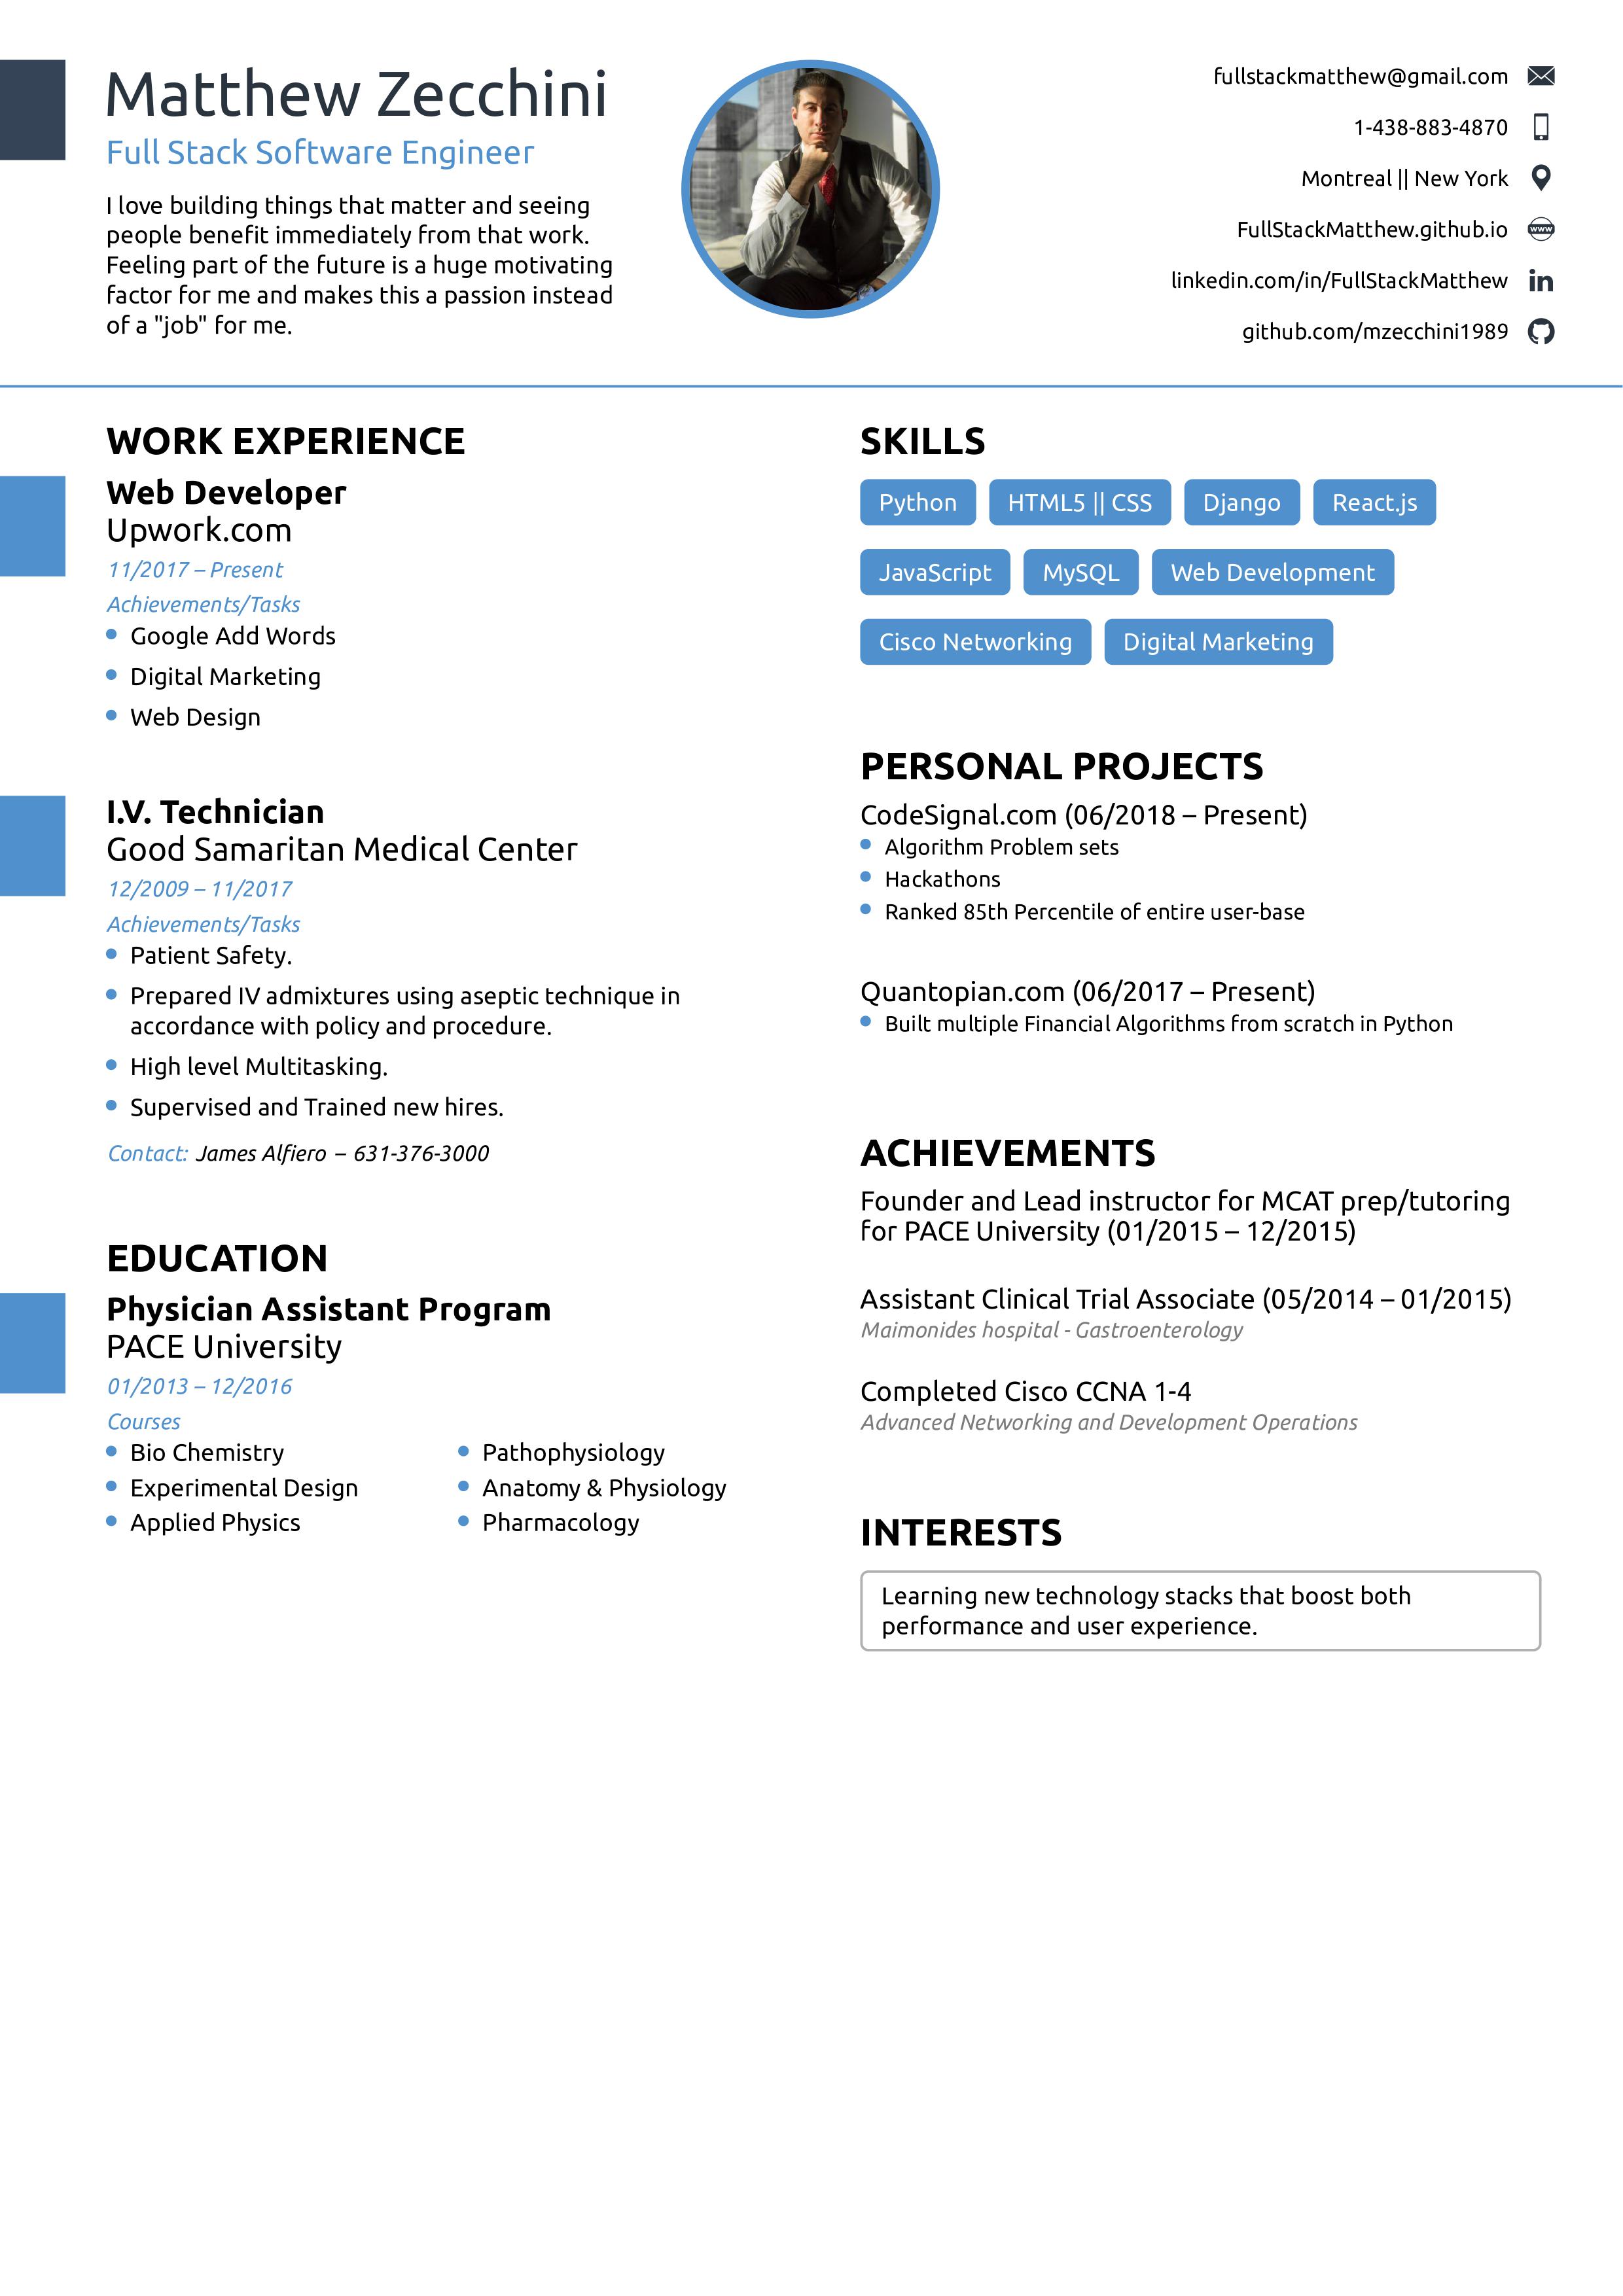 Matthew Zecchini
Full Stack Software Engineer
I love building things that matter and seeing
people benefit immediately from that work.
Feeling part of the future is a huge motivating
factor for me and makes this a passion instead
of a "job" for me.
fullstackmatthew@gmail.com
1-438-883-4870
Montreal || New York
FullStackMatthew.github.io
www
linkedin.com/in/FullStackMatthew
in
github.com/mzecchini1989
WORK EXPERIENCE
Web Developer
Upwork.com
11/2017 – Present
Achievements/Tasks
Google Add Words
Digital Marketing
Web Design
I.V. Technician
Good Samaritan Medical Center
12/2009 – 11/2017
Achievements/Tasks
Patient Safety.
Prepared IV admixtures using aseptic technique in
accordance with policy and procedure.
High level Multitasking.
Supervised and Trained new hires.
Contact: James Alfiero – 631-376-3000
EDUCATION
Physician Assistant Program
PACE University
01/2013 – 12/2016
Courses
Bio Chemistry
Experimental Design
Applied Physics
Pathophysiology
Anatomy & Physiology
Pharmacology
SKILLS
Python HTML5 || CSS Django React.js
JavaScript MySQL Web Development
Cisco Networking Digital Marketing
PERSONAL PROJECTS
CodeSignal.com (06/2018 – Present)
Algorithm Problem sets
Hackathons
Ranked 85th Percentile of entire user-base
Quantopian.com (06/2017 – Present)
Built multiple Financial Algorithms from scratch in Python
ACHIEVEMENTS
Founder and Lead instructor for MCAT prep/tutoring
for PACE University (01/2015 – 12/2015)
Assistant Clinical Trial Associate (05/2014 – 01/2015)
Maimonides hospital - Gastroenterology
Completed Cisco CCNA 1-4
Advanced Networking and Development Operations
INTERESTS
Learning new technology stacks that boost both
performance and user experience.